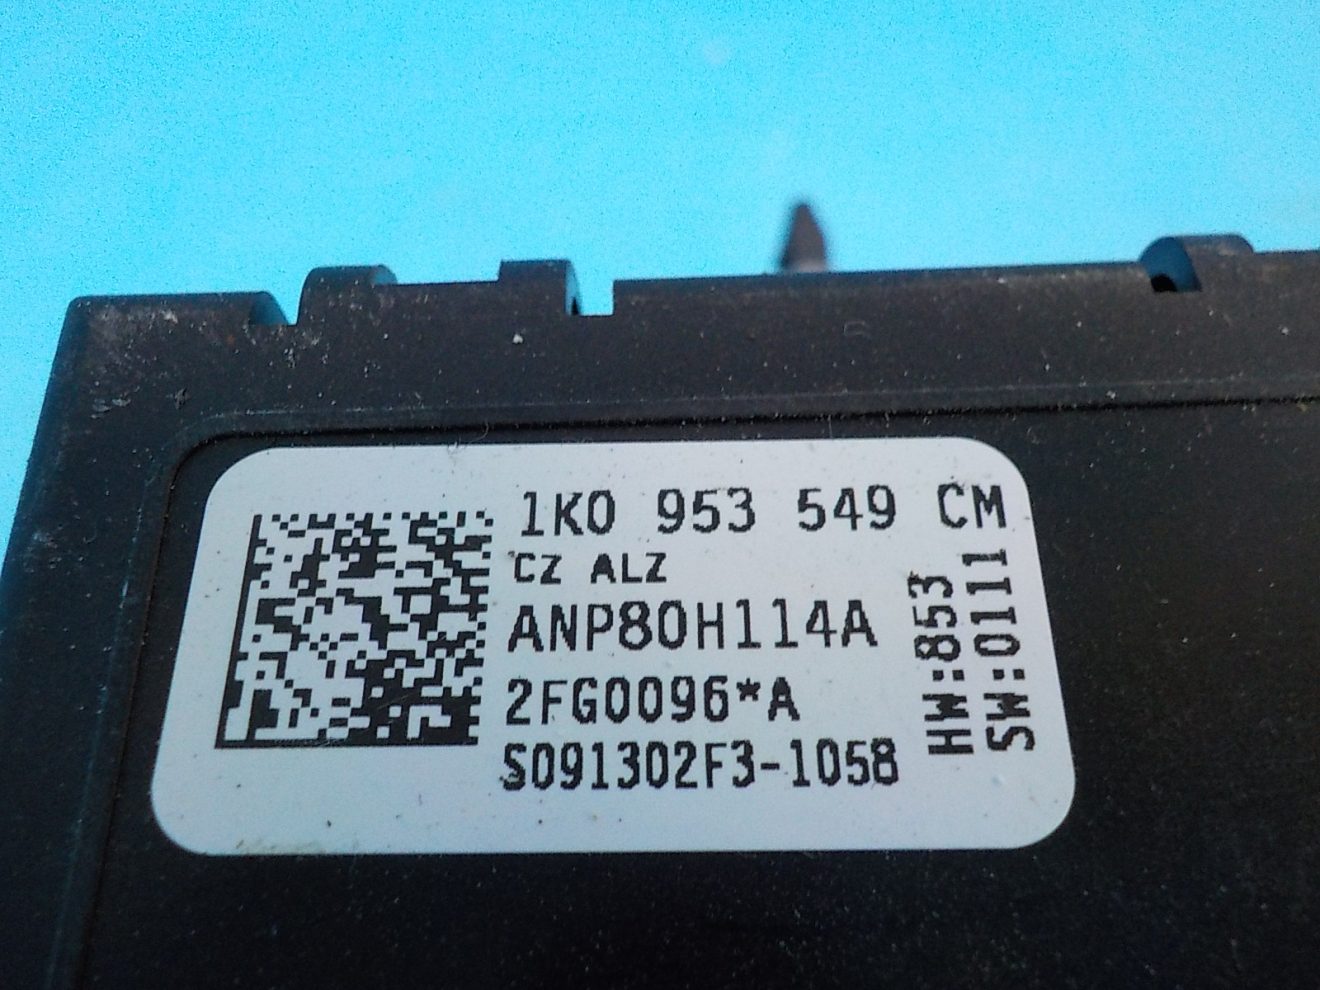 1K0 953 549 CM
CZ ALZ
ANP80H114A
2FG0096*A
S091302F3-1058
HW:853
SW:0111